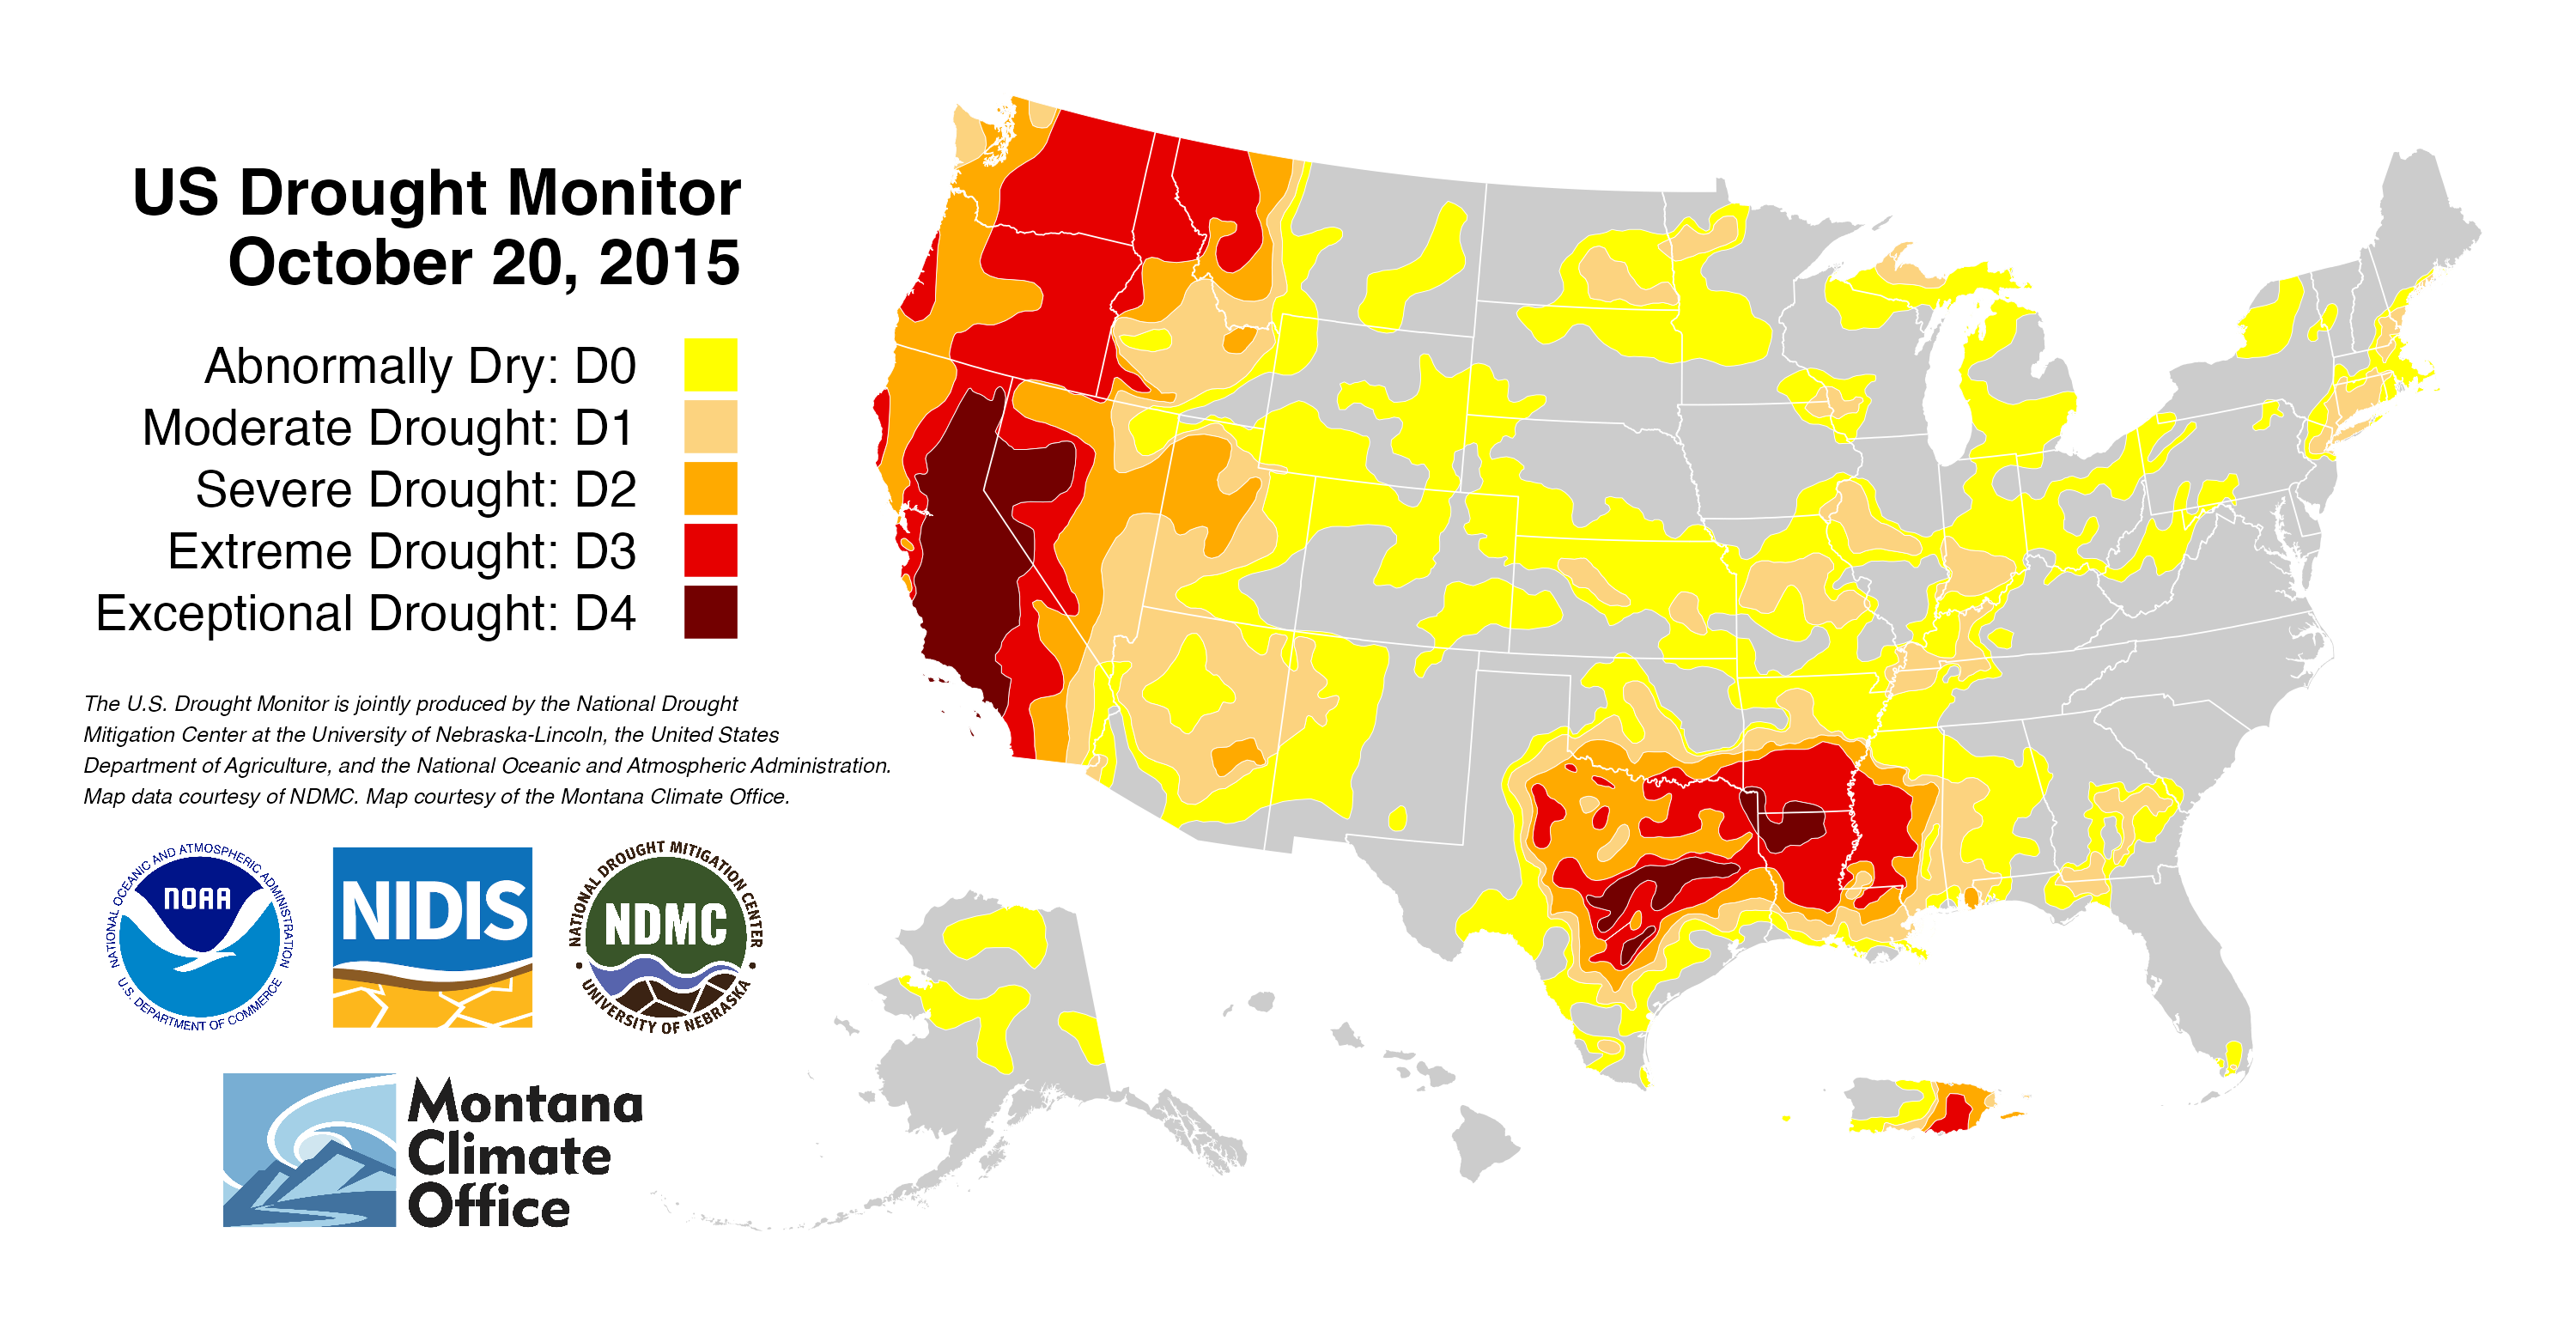 US Drought Monitor
October 20, 2015
Abnormally Dry: D0
Moderate Drought: D1
Severe Drought: D2
Extreme Drought: D3
Exceptional Drought: D4
The U.S. Drought Monitor is jointly produced by the National Drought
Mitigation Center at the University of Nebraska-Lincoln, the United States
Department of Agriculture, and the National Oceanic and Atmospheric Administration.
Map data courtesy of NDMC. Map courtesy of the Montana Climate Office.
NATIONAL OCEANIC AND ATMOSPHERIC ADMINISTRATION
NOAA
U.S. DEPARTMENT OF COMMERCE
NIDIS
NATIONAL DROUGHT MITIGATION CENTER
NDMC
UNIVERSITY OF NEBRASKA
Montana
Climate
Office